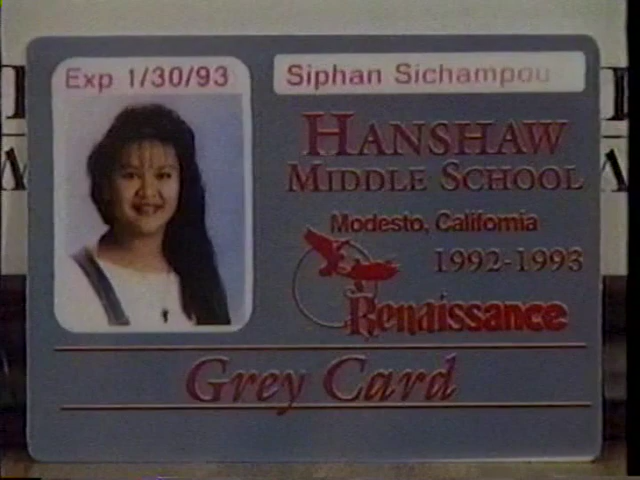 Exp 1/30/93
Siphan Sichampou
HANSHAW
MIDDLE SCHOOL
Modesto, California
1992-1993
Renaissance
Grey Card